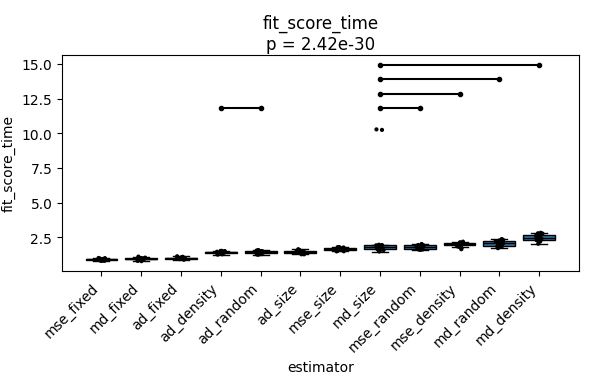 fit_score_time
p = 2.42e-30
15.0
12.5
10.0
7.5
5.0
2.5
fit_score_time
mse_fixed
md_fixed
ad_fixed
ad_density
ad_random
ad_size
mse_size
md_size
mse_random
mse_density
md_random
md_density
estimator